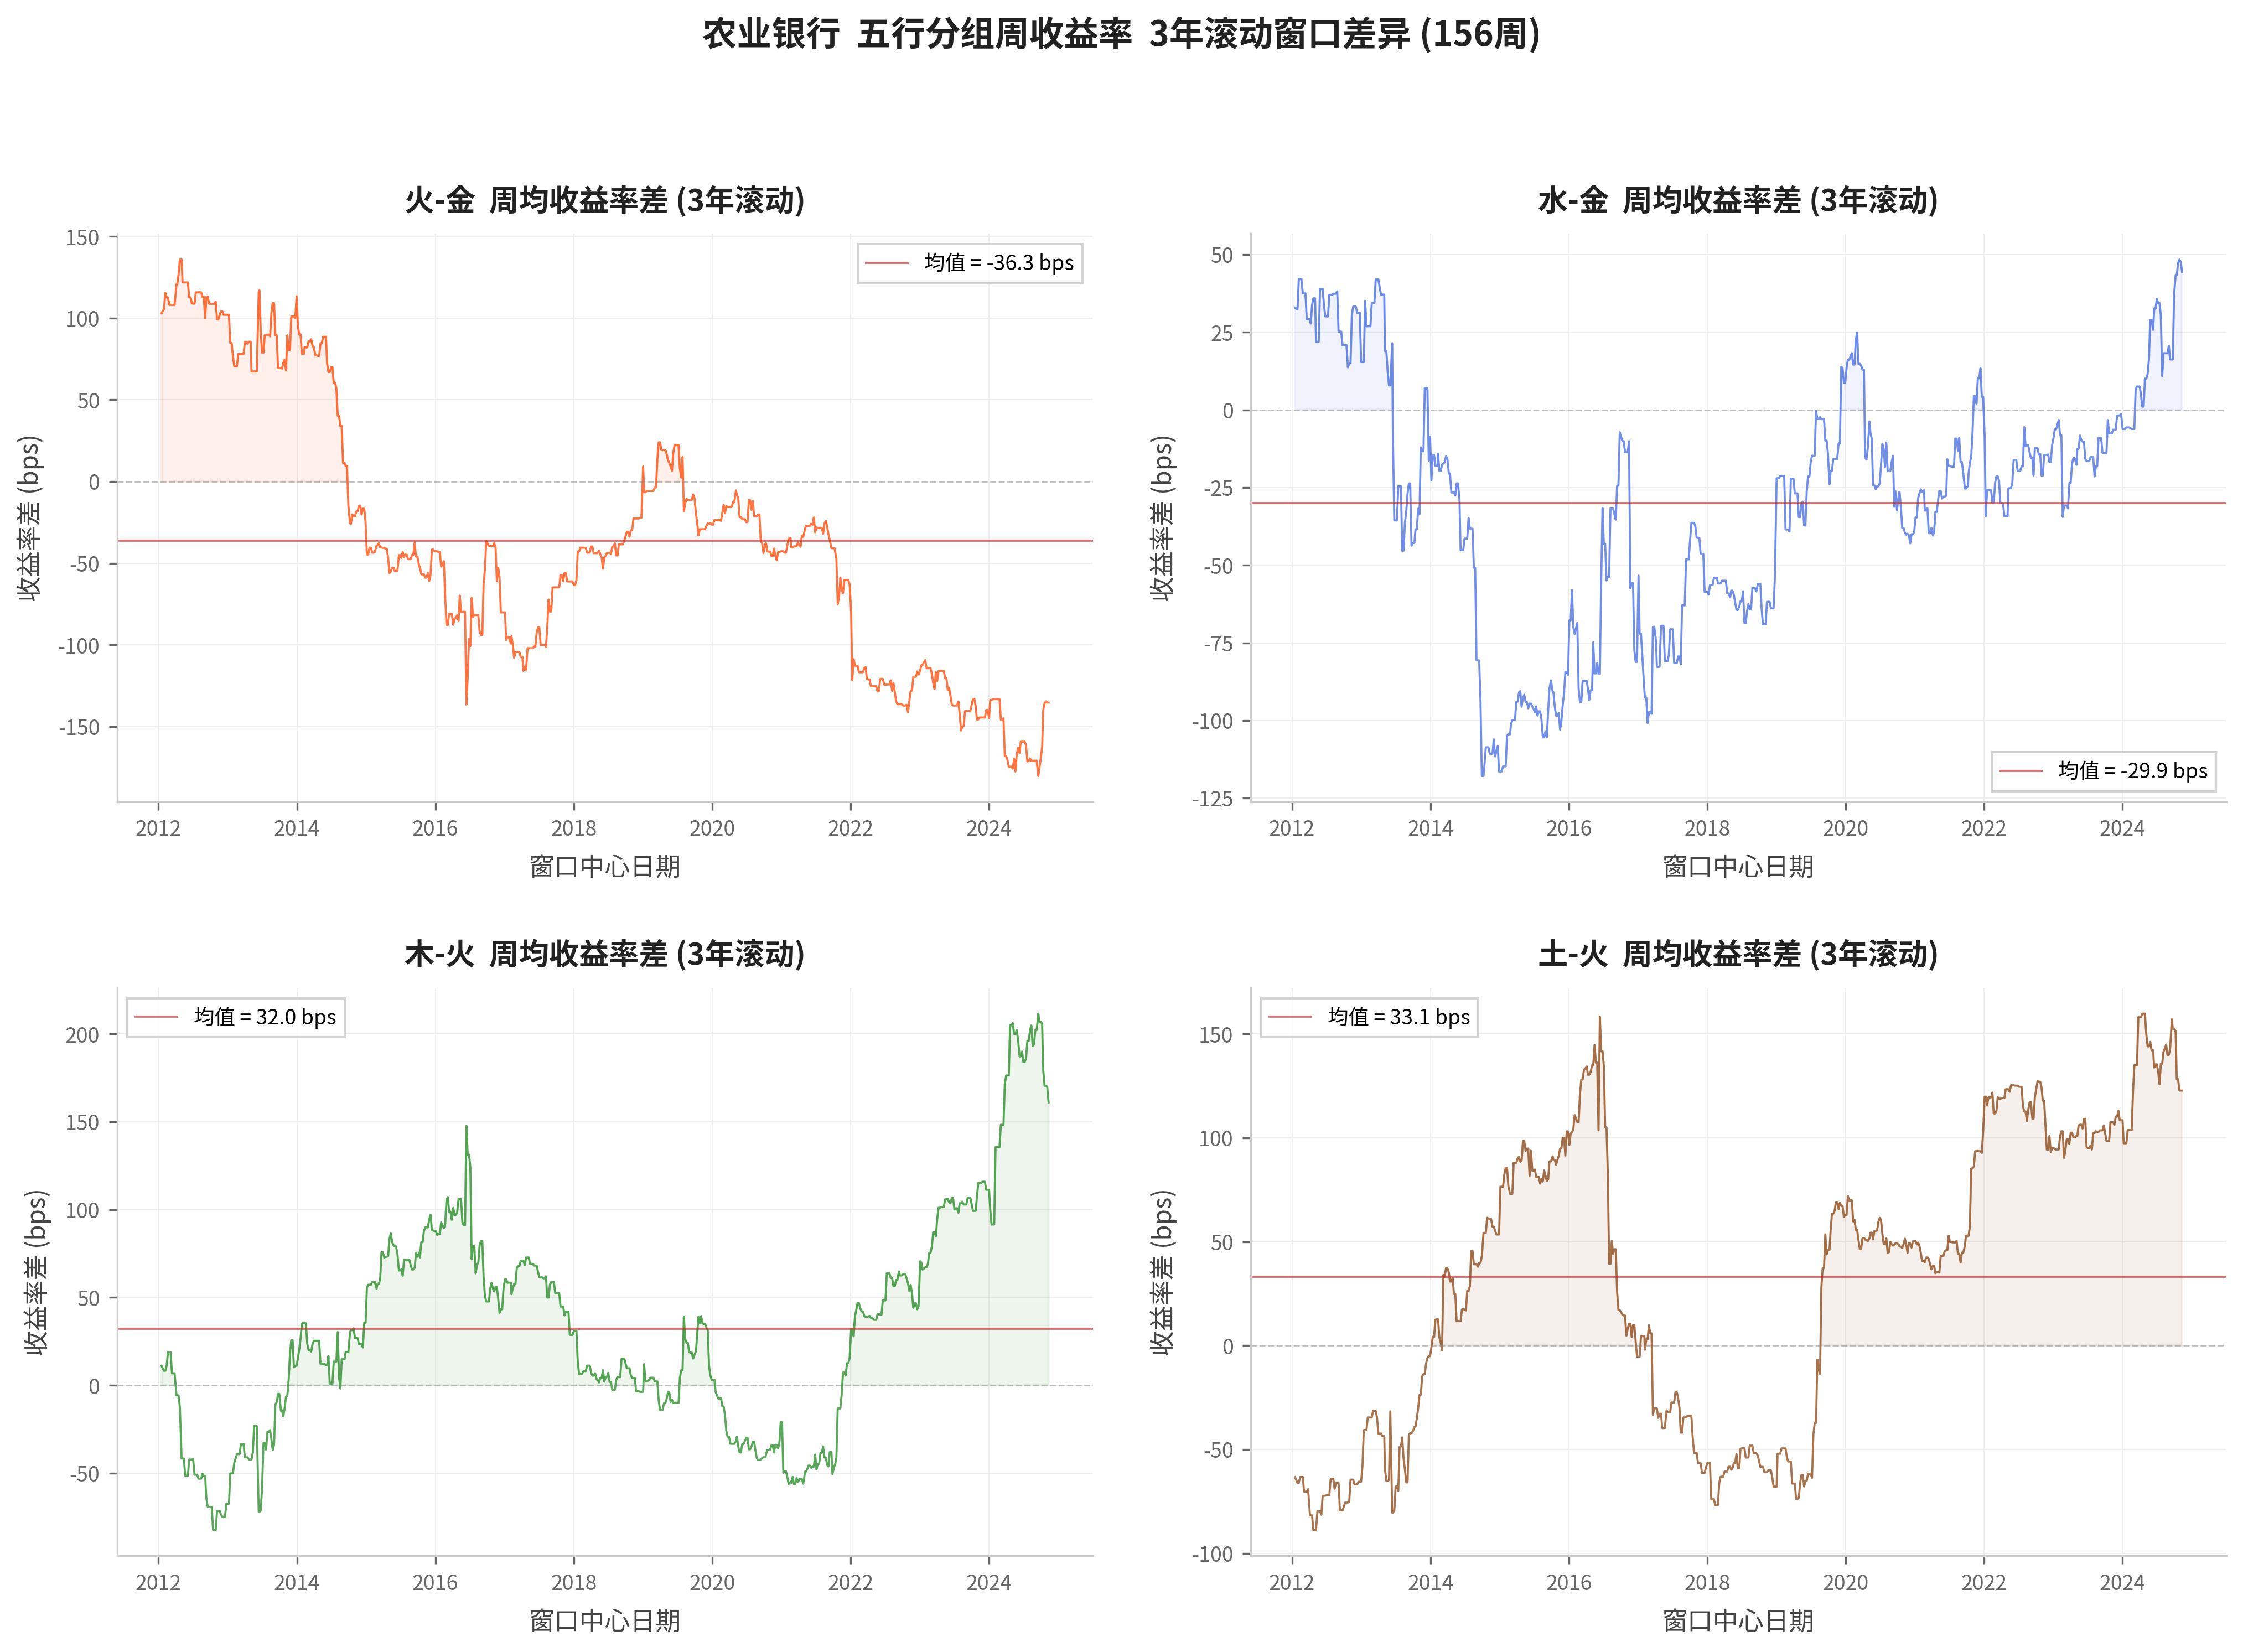 农业银行 五行分组周收益率 3年滚动窗口差异 (156周)
火-金 周均收益率差 (3年滚动)
收益率差 (bps)
150
100
50
0
-50
-100
-150
均值 = -36.3 bps
2012 2014 2016 2018 2020 2022 2024
窗口中心日期
水-金 周均收益率差 (3年滚动)
收益率差 (bps)
50
25
0
-25
-50
-75
-100
-125
均值 = -29.9 bps
2012 2014 2016 2018 2020 2022 2024
窗口中心日期
木-火 周均收益率差 (3年滚动)
收益率差 (bps)
均值 = 32.0 bps
200
150
100
50
0
-50
2012 2014 2016 2018 2020 2022 2024
窗口中心日期
土-火 周均收益率差 (3年滚动)
收益率差 (bps)
均值 = 33.1 bps
150
100
50
0
-50
-100
2012 2014 2016 2018 2020 2022 2024
窗口中心日期